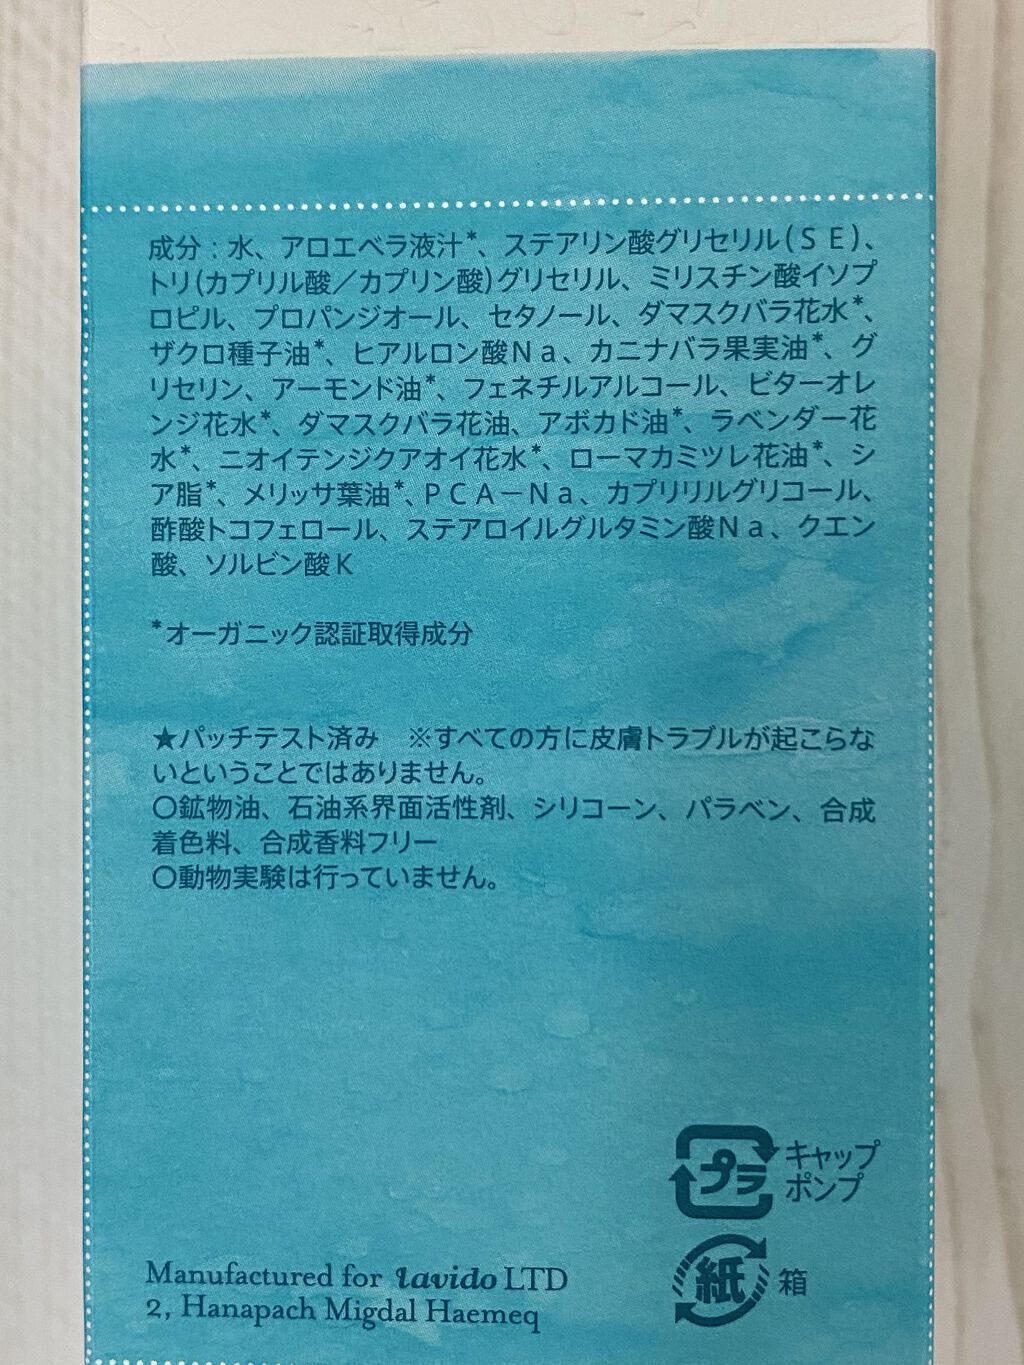 成分：水、アロエベラ液汁*、ステアリン酸グリセリル(ＳＥ)、
トリ(カプリル酸／カプリン酸)グリセリル、ミリスチン酸イソプ
ロピル、プロパンジオール、セタノール、ダマスクバラ花水*、
ザクロ種子油*、ヒアルロン酸Ｎａ、カニナバラ果実油*、グ
リセリン、アーモンド油*、フェネチルアルコール、ビターオレ
ンジ花水*、ダマスクバラ花油、アボカド油*、ラベンダー花
水*、ニオイテンジクアオイ花水*、ローマカミツレ花油*、シ
ア脂*、メリッサ葉油*、ＰＣＡ－Ｎａ、カプリリルグリコール、
酢酸トコフェロール、ステアロイルグルタミン酸Ｎａ、クエン
酸、ソルビン酸Ｋ
*オーガニック認証取得成分
★パッチテスト済み　※すべての方に皮膚トラブルが起こらな
いということではありません。
〇鉱物油、石油系界面活性剤、シリコーン、パラベン、合成
着色料、合成香料フリー
〇動物実験は行っていません。
プラ キャップ
ポンプ
紙 箱
Manufactured for lavido LTD
2, Hanapach Migdal Haemeq